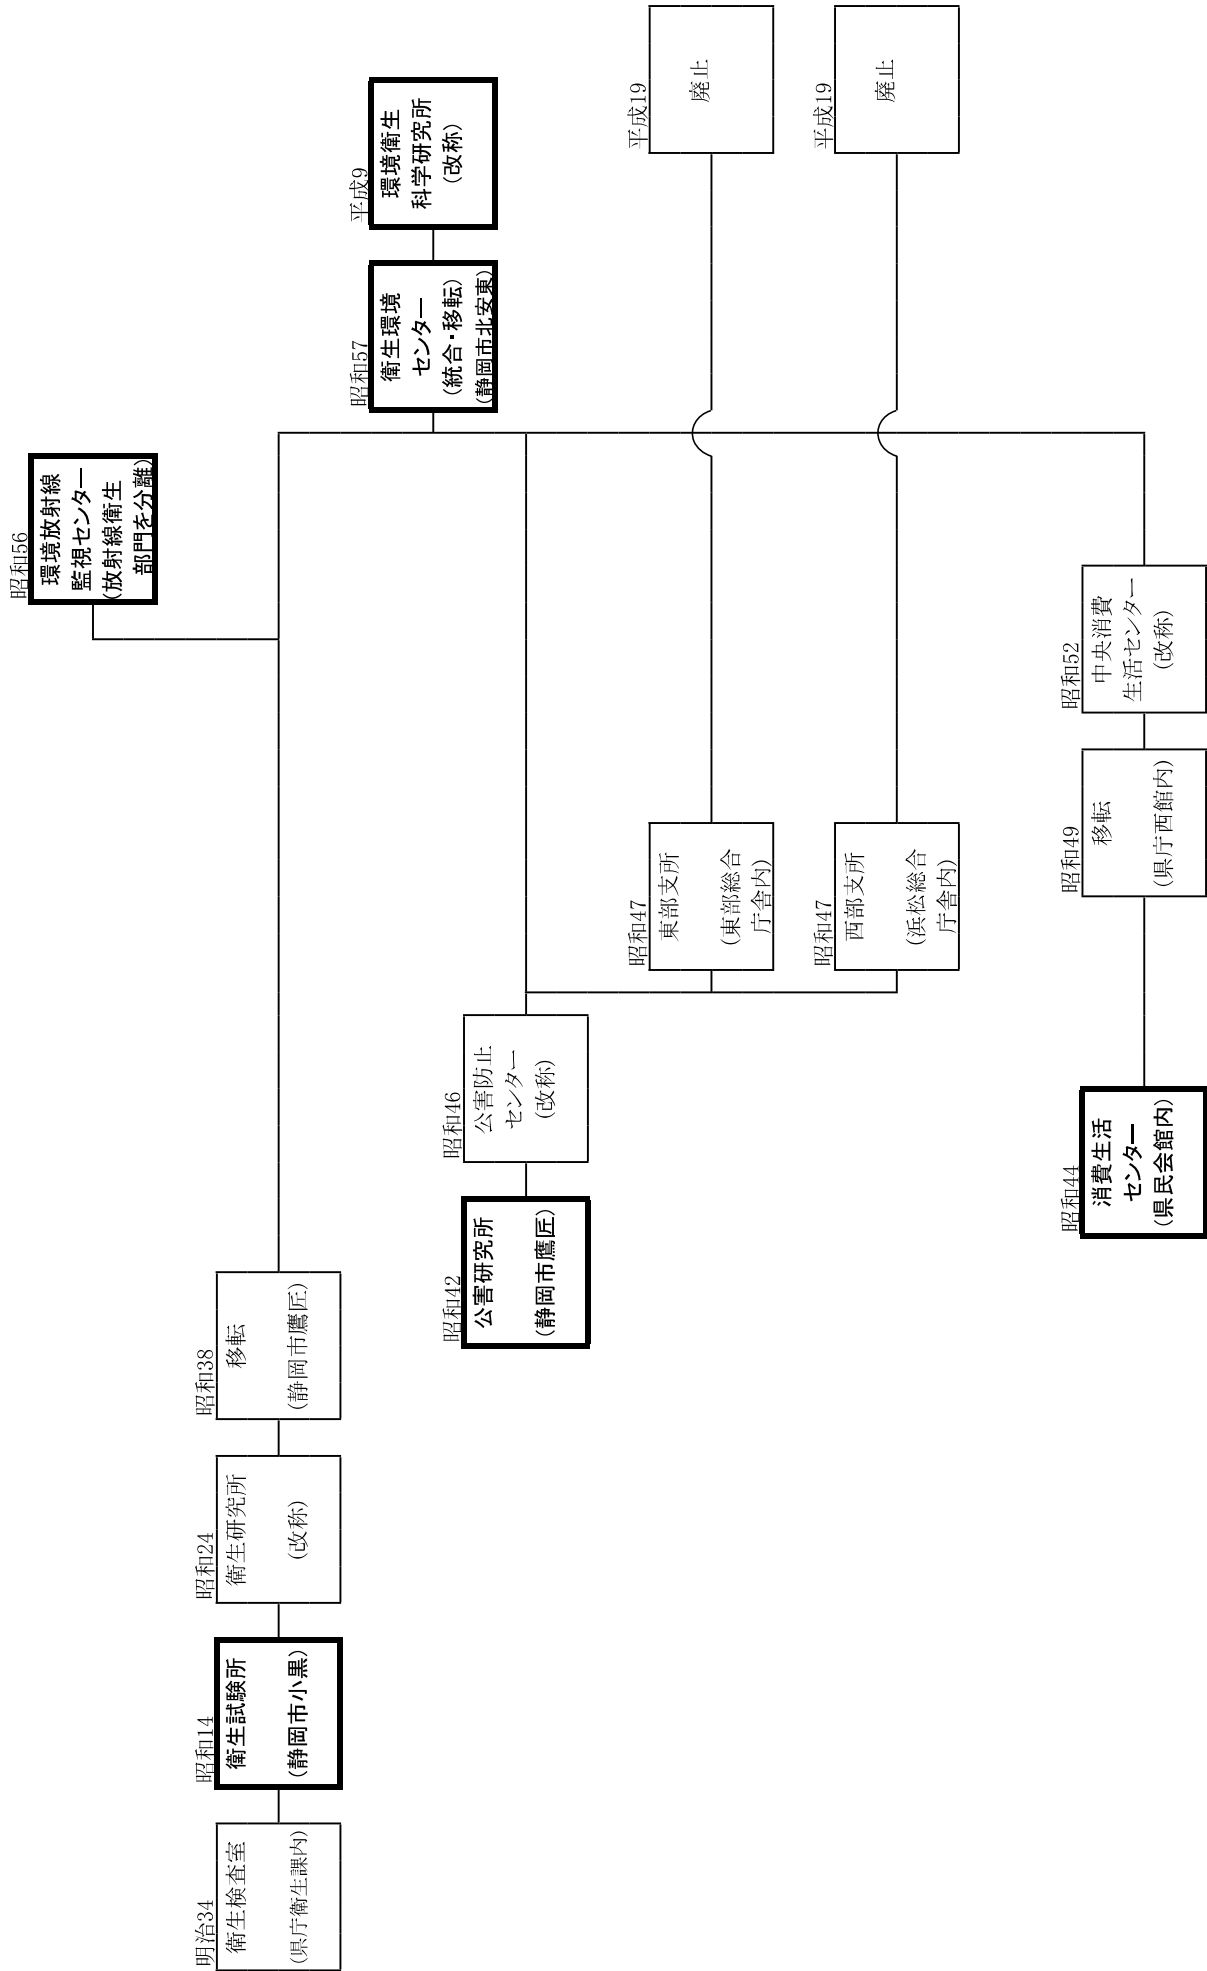 昭和56
環境放射線
監視センター
(放射線衛生
部門を分離)
明治34
衛生検査室
(県庁衛生課内)
昭和14
衛生試験所
(静岡市小黒)
昭和24
衛生研究所
(改称)
昭和38
移転
(静岡市鷹匠)
昭和57
衛生環境
センター
(統合・移転)
(静岡市北安東)
平成9
環境衛生
科学研究所
(改称)
昭和42
公害研究所
(静岡市鷹匠)
昭和46
公害防止
センター
(改称)
昭和47
東部支所
(東部総合
庁舎内)
平成19
廃止
昭和47
西部支所
(浜松総合
庁舎内)
平成19
廃止
昭和44
消費生活
センター
(県民会館内)
昭和49
移転
(県庁西館内)
昭和52
中央消費
生活センター
(改称)